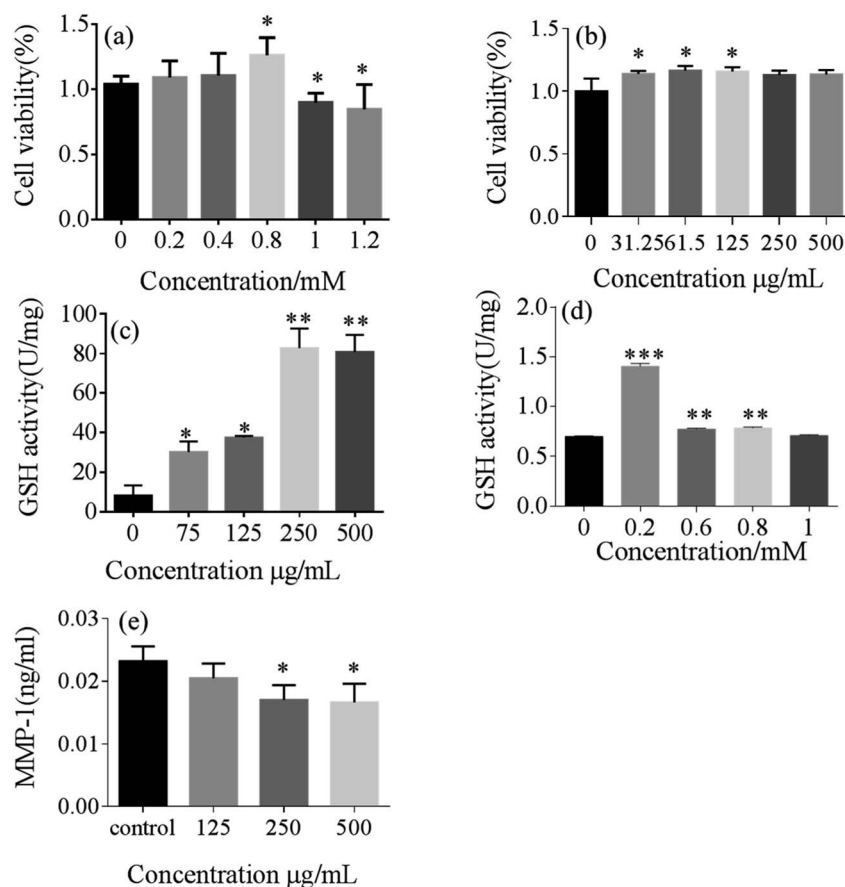 (a)
Cell viability(%)
1.5
1.0
0.5
0.0
* * *
0 0.2 0.4 0.8 1 1.2
Concentration/mM
(b)
Cell viability(%)
1.5
1.0
0.5
0.0
* * *
0 31.25 61.5 125 250 500
Concentration μg/mL
(c)
GSH activity(U/mg)
100
80
60
40
20
0
* * ** **
0 75 125 250 500
Concentration μg/mL
(d)
GSH activity(U/mg)
2.0
1.5
1.0
0.5
0.0
*** ** **
0 0.2 0.6 0.8 1
Concentration/mM
(e)
MMP-1(ng/ml)
0.03
0.02
0.01
0.00
* *
control 125 250 500
Concentration μg/mL